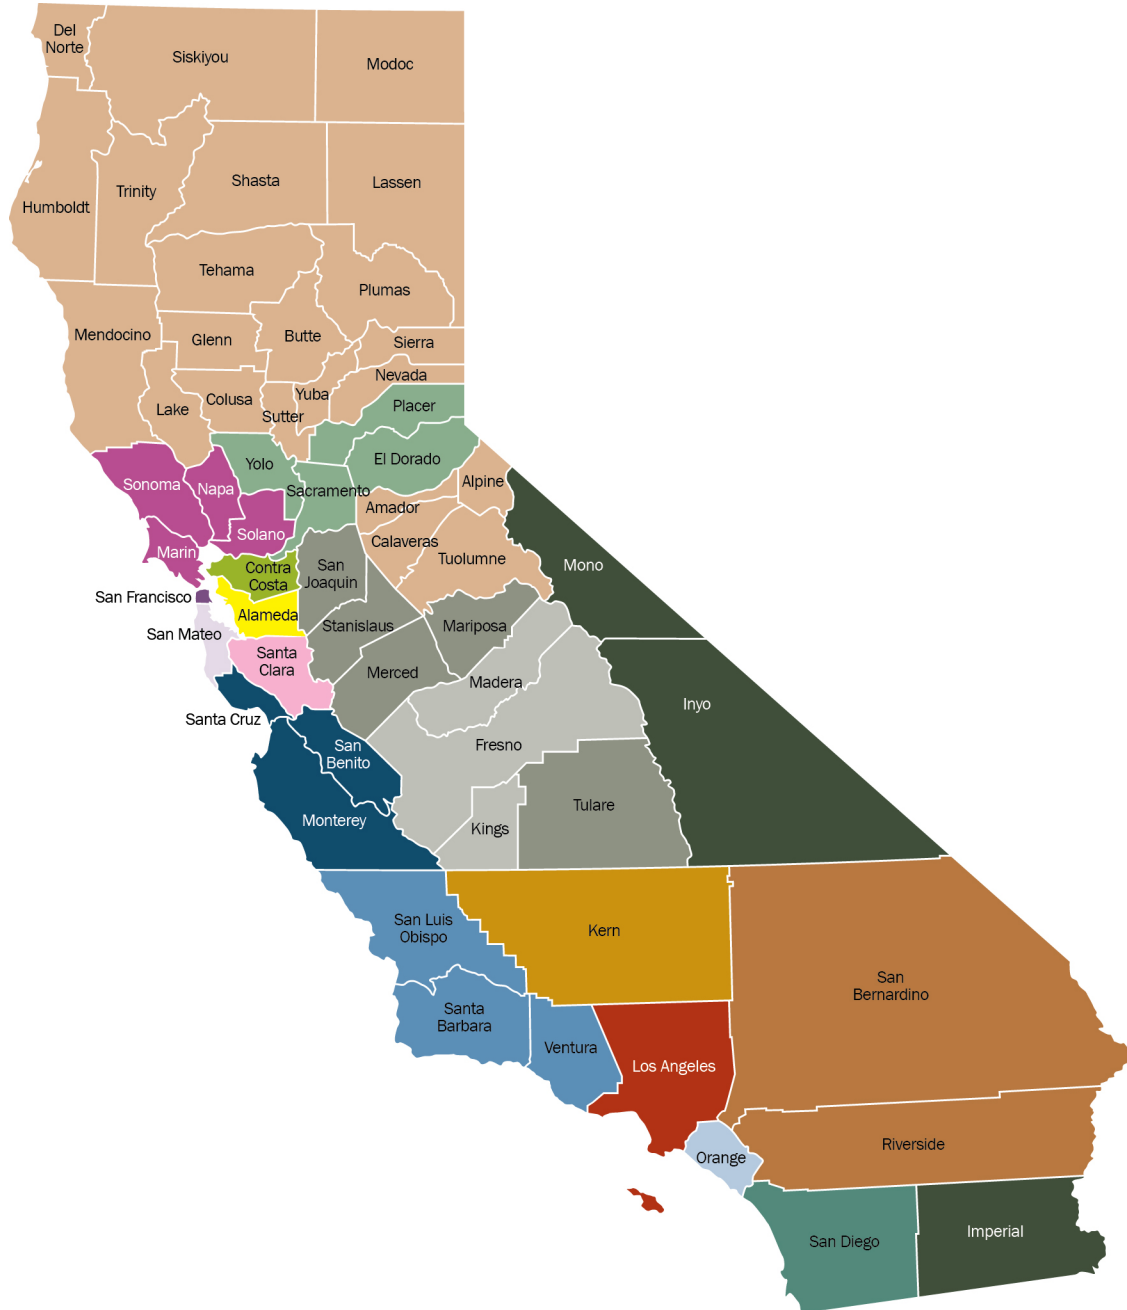 Del
Norte
Siskiyou
Modoc
Humboldt
Trinity
Shasta
Lassen
Tehama
Plumas
Mendocino
Glenn
Butte
Sierra
Nevada
Lake
Colusa
Sutter
Yuba
Placer
El Dorado
Yolo
Sonoma
Napa
Sacramento
Alpine
Amador
Solano
Calaveras
Marin
Tuolumne
Mono
Contra
Costa
San
Joaquin
San Francisco
Alameda
San Mateo
Stanislaus
Mariposa
Santa
Clara
Merced
Madera
Inyo
Santa Cruz
San
Benito
Fresno
Monterey
Kings
Tulare
San Luis
Obispo
Kern
San
Bernardino
Santa
Barbara
Ventura
Los Angeles
Orange
Riverside
San Diego
Imperial